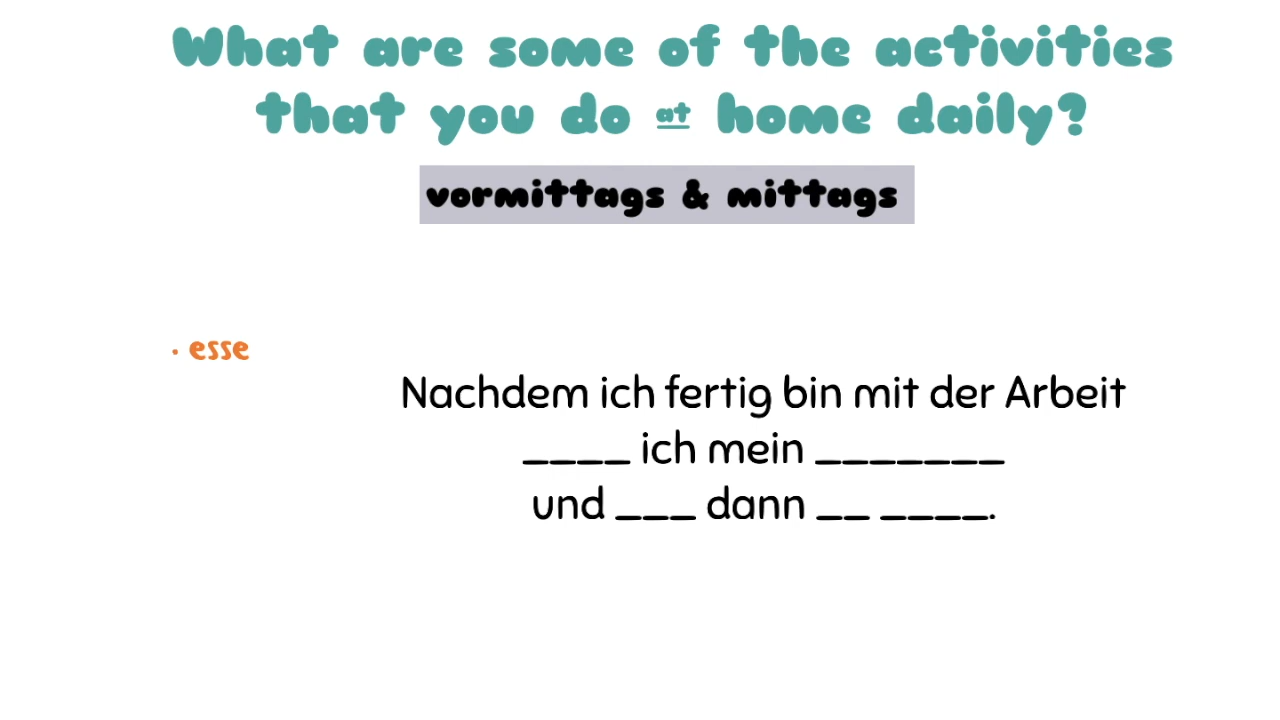 What are some of the activities
that you do at home daily?
vormittags & mittags
· esse
Nachdem ich fertig bin mit der Arbeit
____ ich mein _______
und ___ dann __ ____.